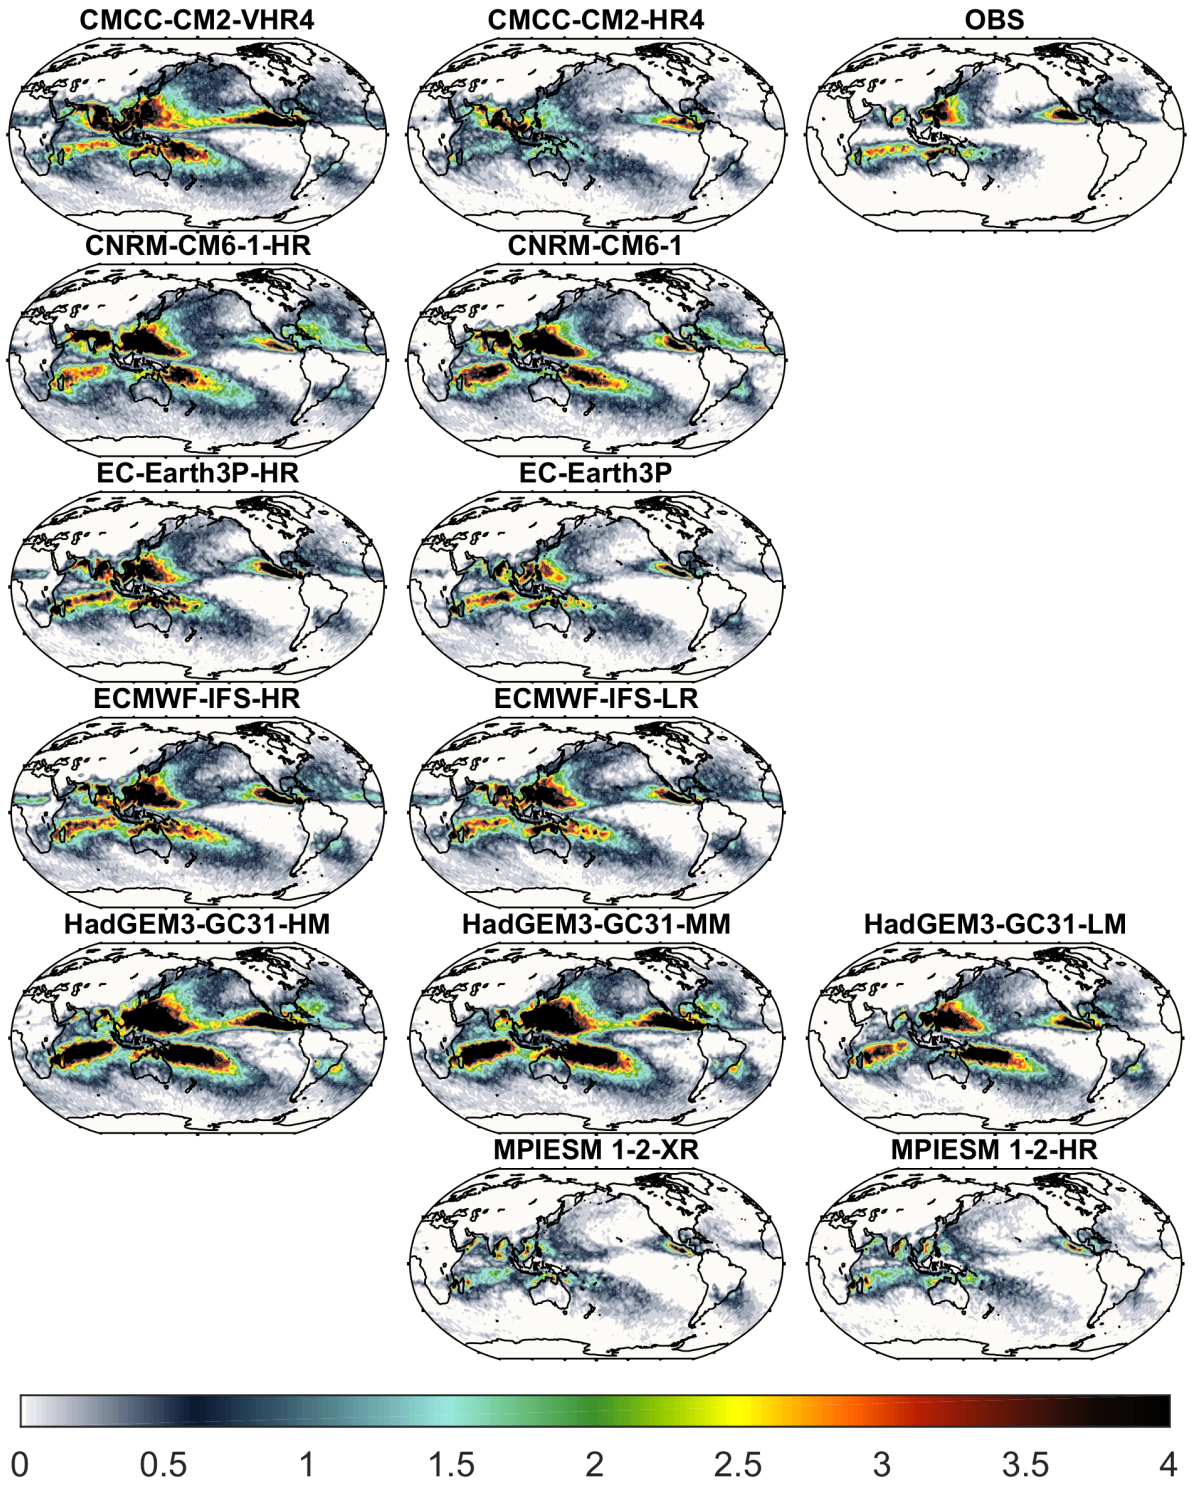 CMCC-CM2-VHR4 CMCC-CM2-HR4 OBS
CNRM-CM6-1-HR CNRM-CM6-1
EC-Earth3P-HR EC-Earth3P
ECMWF-IFS-HR ECMWF-IFS-LR
HadGEM3-GC31-HM HadGEM3-GC31-MM HadGEM3-GC31-LM
MPIESM 1-2-XR MPIESM 1-2-HR
0 0.5 1 1.5 2 2.5 3 3.5 4